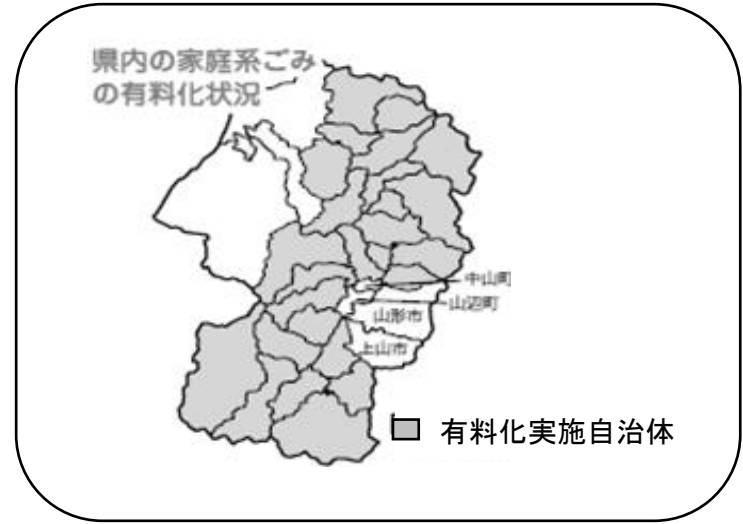 県内の家庭系ごみ
の有料化状況
中山町
山辺町
山形市
上山市
有料化実施自治体